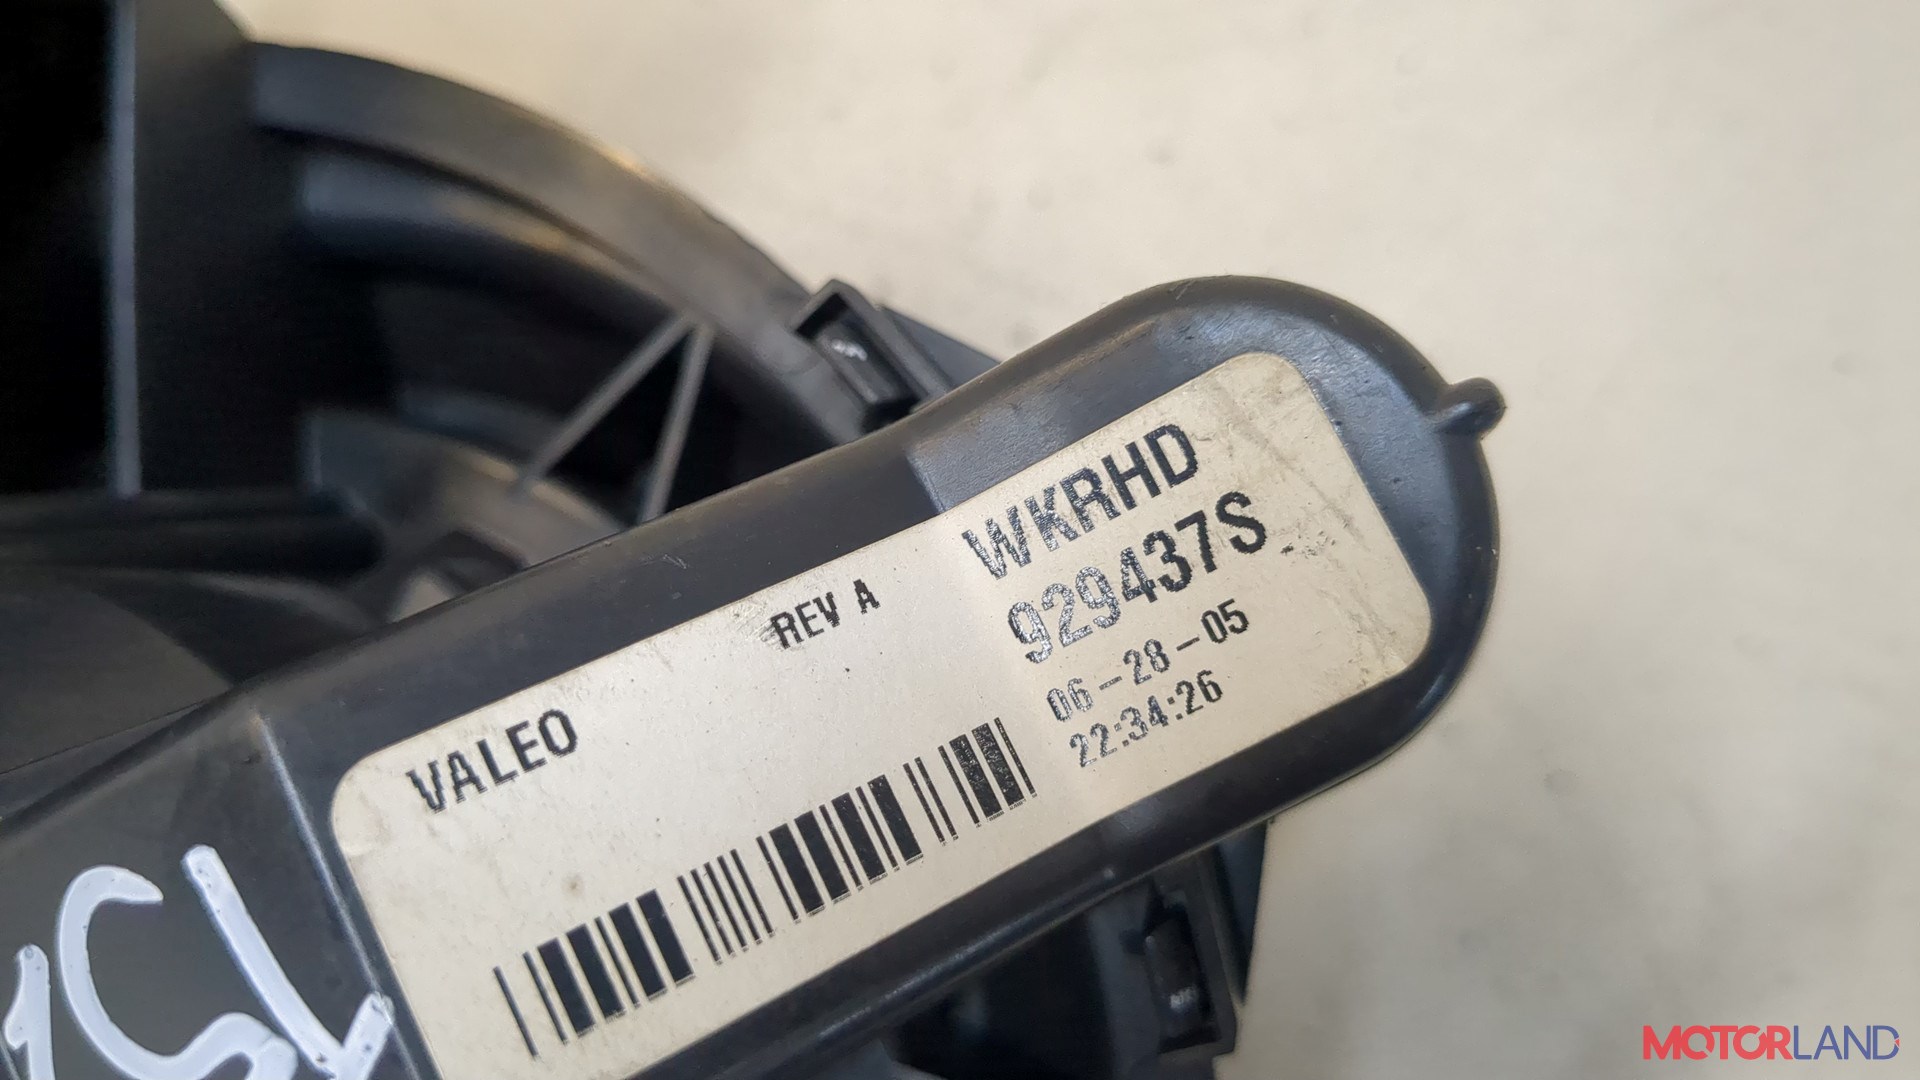 WKRHD
929437S
REV A
06-28-05
22:34:26
VALEO
MOTORLAND